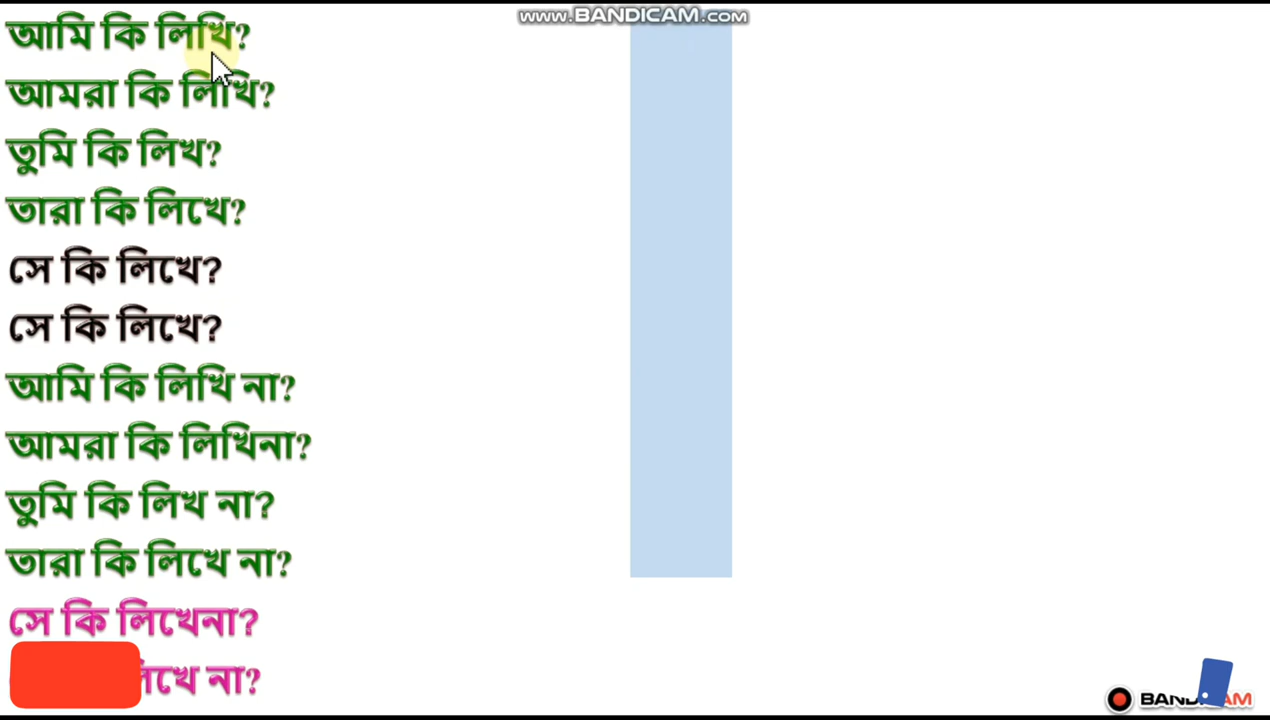 www.BANDICAM.com
আমি কি লিখি?
আমরা কি লিখি?
তুমি কি লিখ?
তারা কি লিখে?
সে কি লিখে?
সে কি লিখে?
আমি কি লিখি না?
আমরা কি লিখিনা?
তুমি কি লিখ না?
তারা কি লিখে না?
সে কি লিখেনা?
লিখে না?